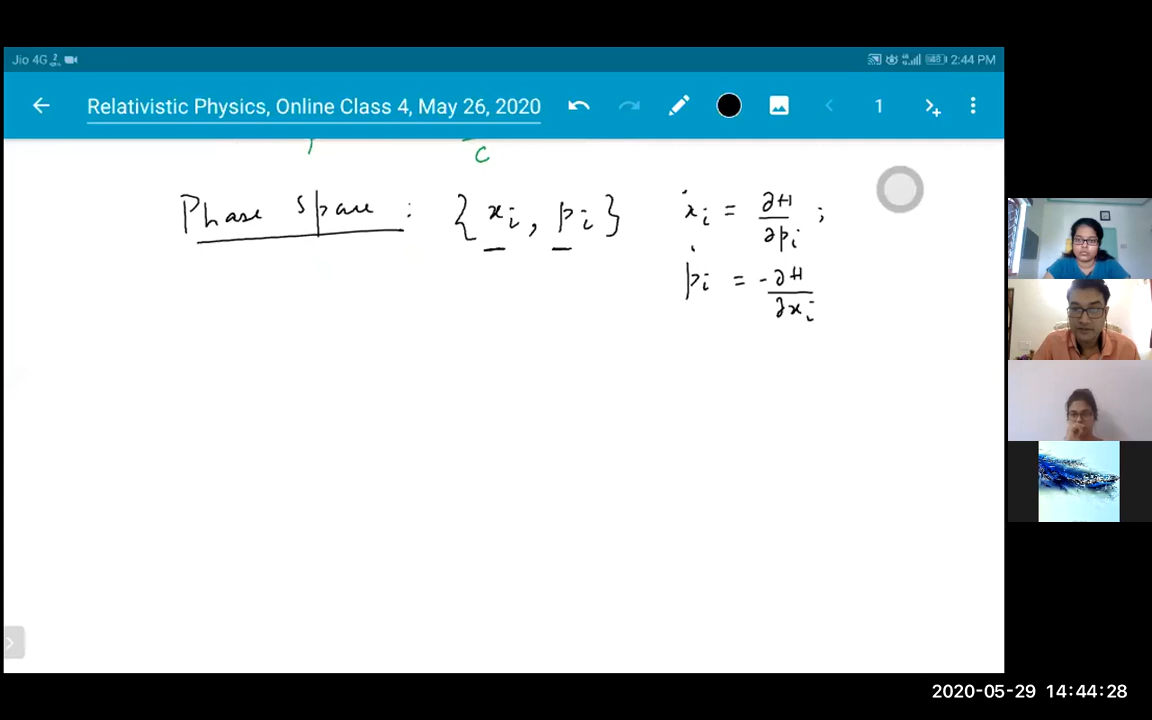 Jio 4G 2:44 PM
Relativistic Physics, Online Class 4, May 26, 2020 1
c
Phase space : { xᵢ, pᵢ } ẋᵢ = ∂H/∂pᵢ ;
ṗᵢ = -∂H/∂xᵢ
2020-05-29 14:44:28